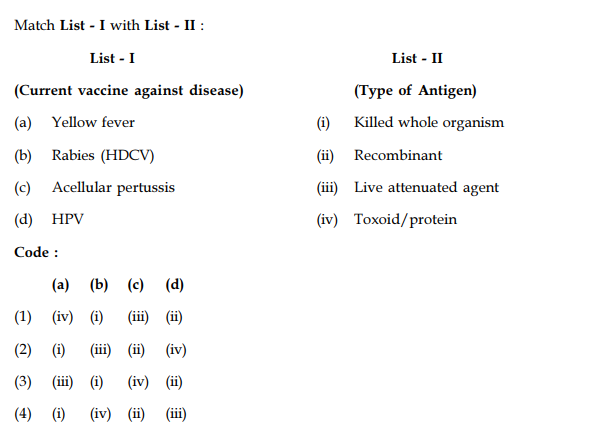 Match List - I with List - II :
List - I List - II
(Current vaccine against disease) (Type of Antigen)
(a) Yellow fever (i) Killed whole organism
(b) Rabies (HDCV) (ii) Recombinant
(c) Acellular pertussis (iii) Live attenuated agent
(d) HPV (iv) Toxoid/protein
Code :
(a) (b) (c) (d)
(1) (iv) (i) (iii) (ii)
(2) (i) (iii) (ii) (iv)
(3) (iii) (i) (iv) (ii)
(4) (i) (iv) (ii) (iii)